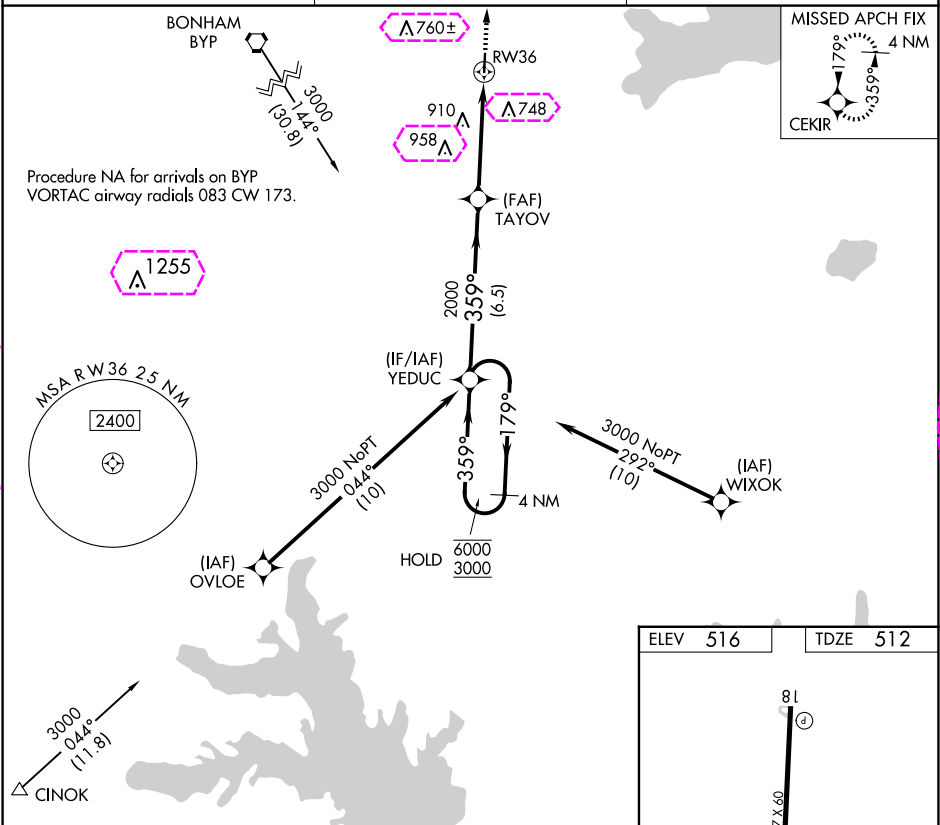 BONHAM
BYP
3000
144°
(30.8)
760±
RW36
910
748
958
MISSED APCH FIX
4 NM
179°
359°
CEKIR
Procedure NA for arrivals on BYP
VORTAC airway radials 083 CW 173.
1255
(FAF)
TAYOV
2000
359°
(6.5)
MSA RW36 25 NM
2400
(IF/IAF)
YEDUC
359°
179°
4 NM
HOLD
6000
3000
3000 NoPT
044°
(10)
(IAF)
OVLOE
3000 NoPT
292°
(10)
(IAF)
WIXOK
3000
044°
(11.8)
CINOK
ELEV 516
TDZE 512
18
P
7 X 60